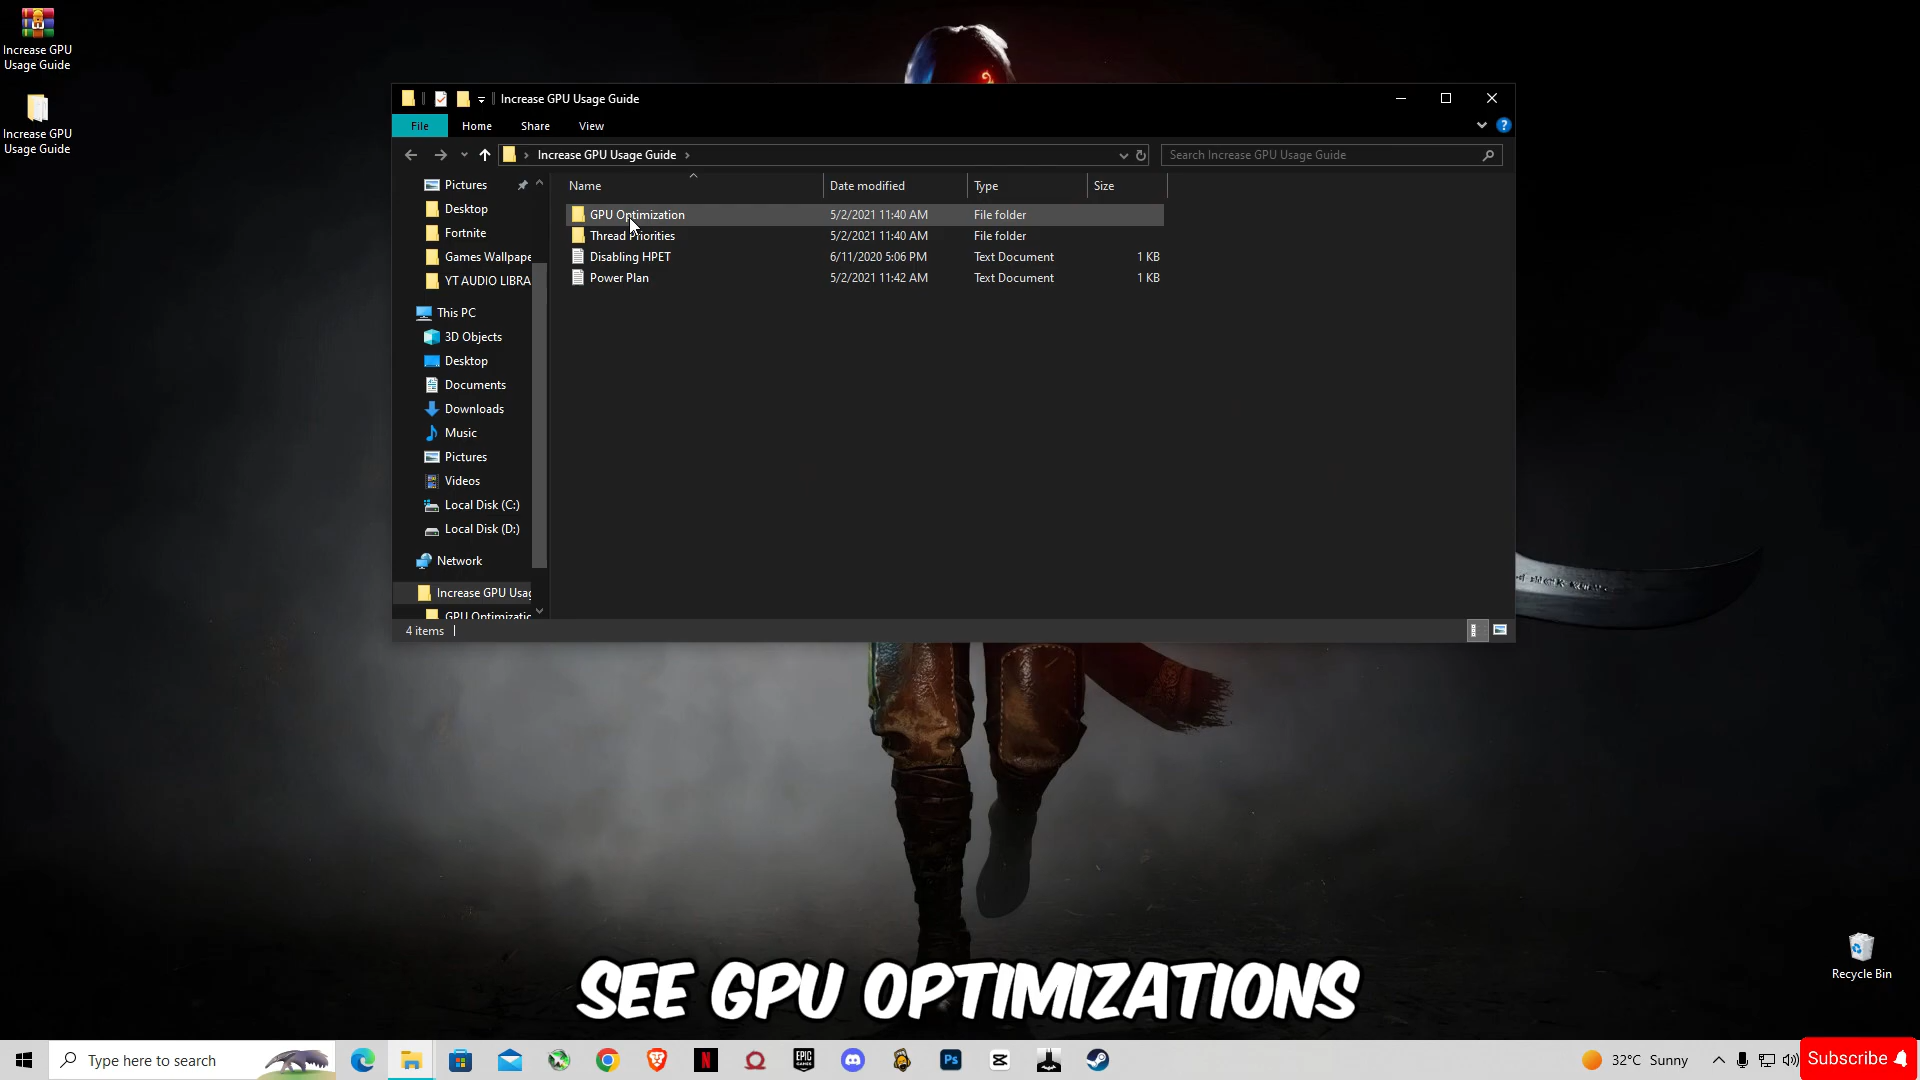 Increase GPU
Usage Guide
Increase GPU
Usage Guide
Increase GPU Usage Guide
File Home Share View
Increase GPU Usage Guide
Search Increase GPU Usage Guide
Name Date modified Type Size
GPU Optimization 5/2/2021 11:40 AM File folder
Thread Priorities 5/2/2021 11:40 AM File folder
Disabling HPET 6/11/2020 5:06 PM Text Document 1 KB
Power Plan 5/2/2021 11:42 AM Text Document 1 KB
Pictures
Desktop
Fortnite
Games Wallpape
YT AUDIO LIBRA
This PC
3D Objects
Desktop
Documents
Downloads
Music
Pictures
Videos
Local Disk (C:)
Local Disk (D:)
Network
Increase GPU Usag
GPU Optimizatic
4 items
Recycle Bin
SEE GPU OPTIMIZATIONS
Type here to search
N
EPIC
GAMES
Ps
32°C Sunny
Subscribe